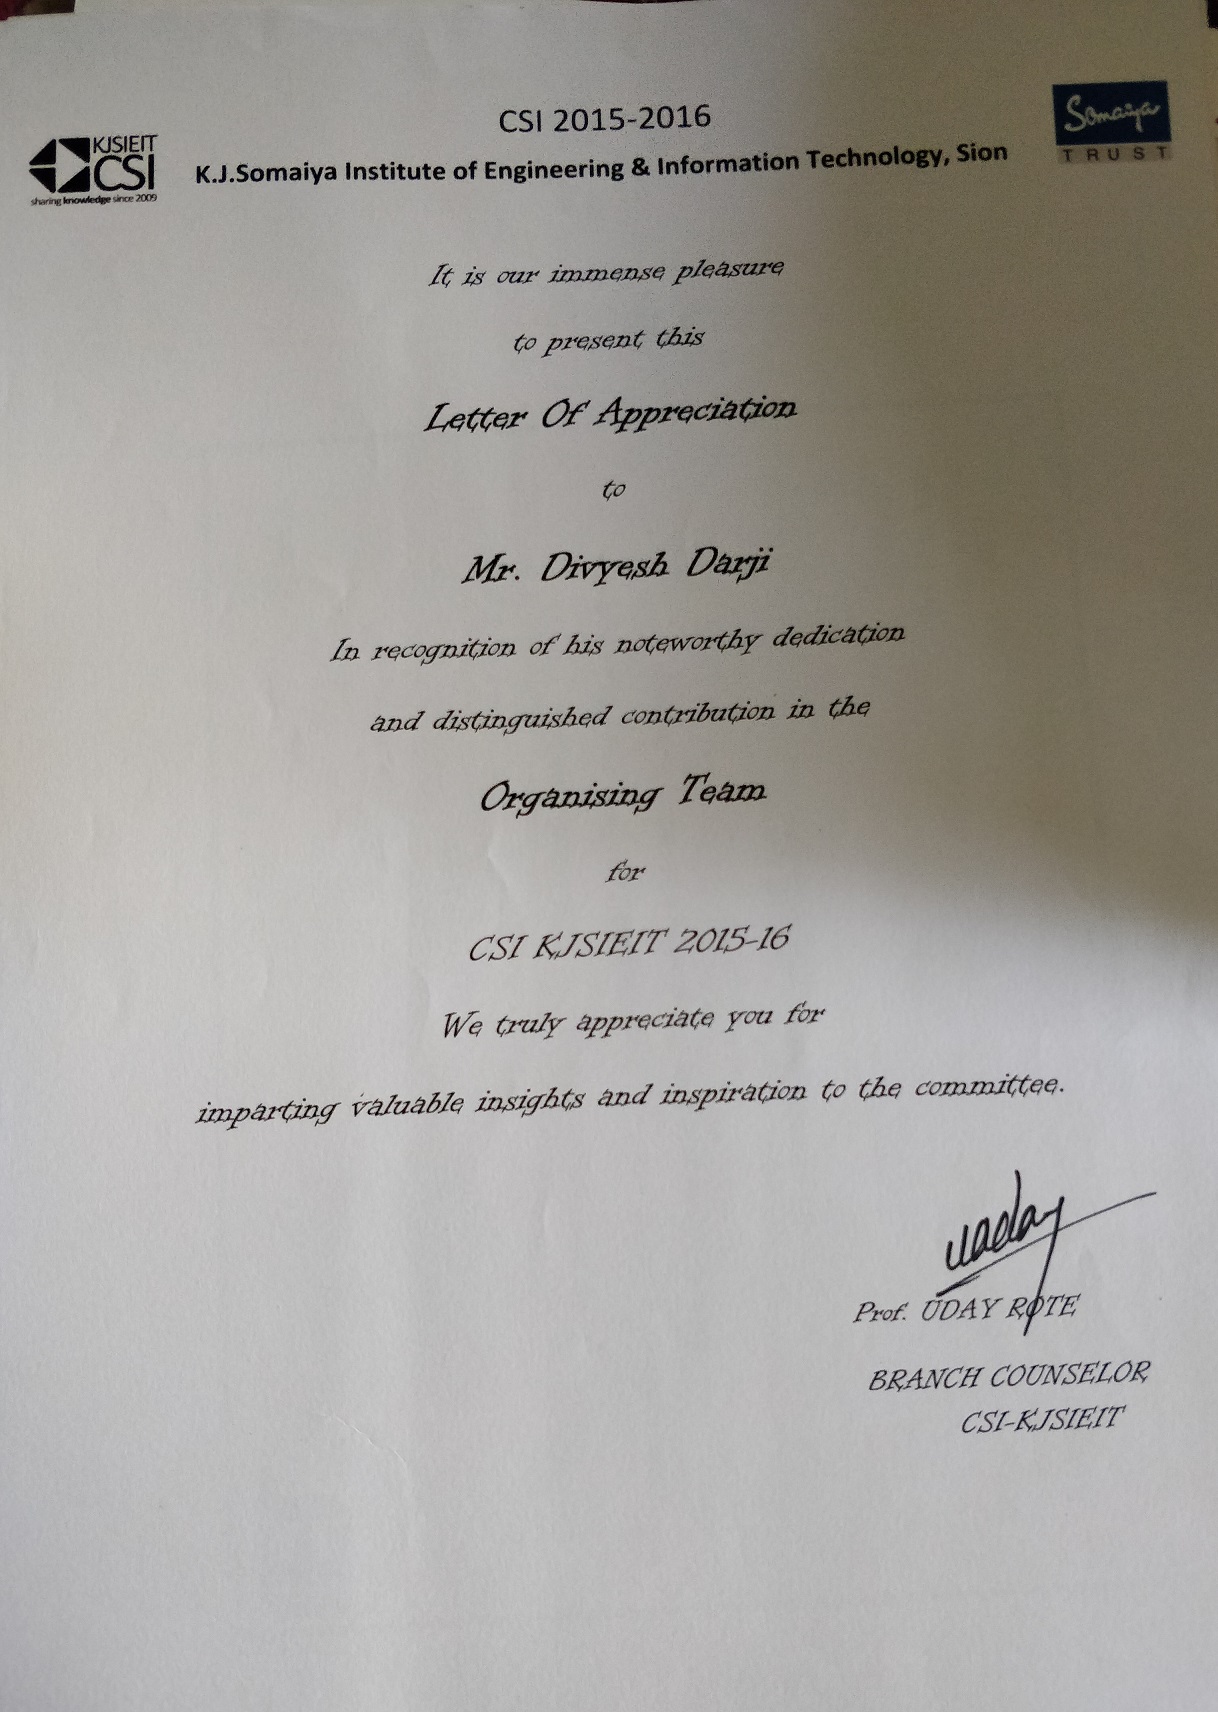 CSI 2015-2016
KJSIEIT
CSI
sharing knowledge since 2009
K.J.Somaiya Institute of Engineering & Information Technology, Sion
Somaiya
TRUST
It is our immense pleasure
to present this
Letter Of Appreciation
to
Mr. Divyesh Darji
In recognition of his noteworthy dedication
and distinguished contribution in the
Organising Team
for
CSI KJSIEIT 2015-16
We truly appreciate you for
imparting valuable insights and inspiration to the committee.
uday
Prof. UDAY ROTE
BRANCH COUNSELOR
CSI-KJSIEIT